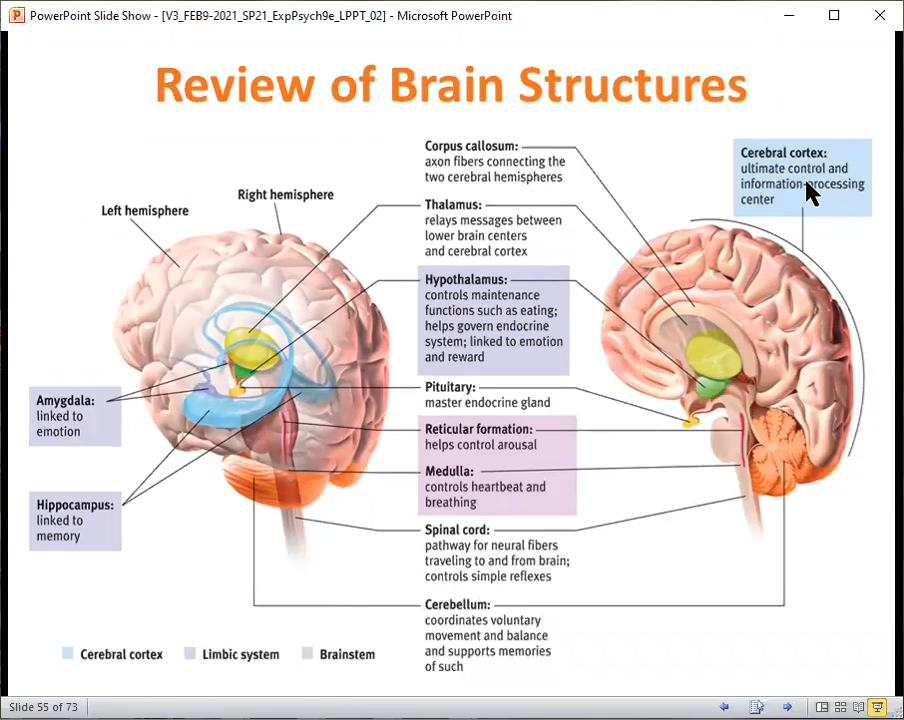 PowerPoint Slide Show - [V3_FEB9-2021_SP21_ExpPsych9e_LPPT_02] - Microsoft PowerPoint
Review of Brain Structures
Left hemisphere
Right hemisphere
Corpus callosum:
axon fibers connecting the
two cerebral hemispheres
Thalamus:
relays messages between
lower brain centers
and cerebral cortex
Hypothalamus:
controls maintenance
functions such as eating;
helps govern endocrine
system; linked to emotion
and reward
Pituitary:
master endocrine gland
Reticular formation:
helps control arousal
Medulla:
controls heartbeat and
breathing
Spinal cord:
pathway for neural fibers
traveling to and from brain;
controls simple reflexes
Cerebellum:
coordinates voluntary
movement and balance
and supports memories
of such
Cerebral cortex:
ultimate control and
information-processing
center
Amygdala:
linked to
emotion
Hippocampus:
linked to
memory
Cerebral cortex
Limbic system
Brainstem
Slide 55 of 73